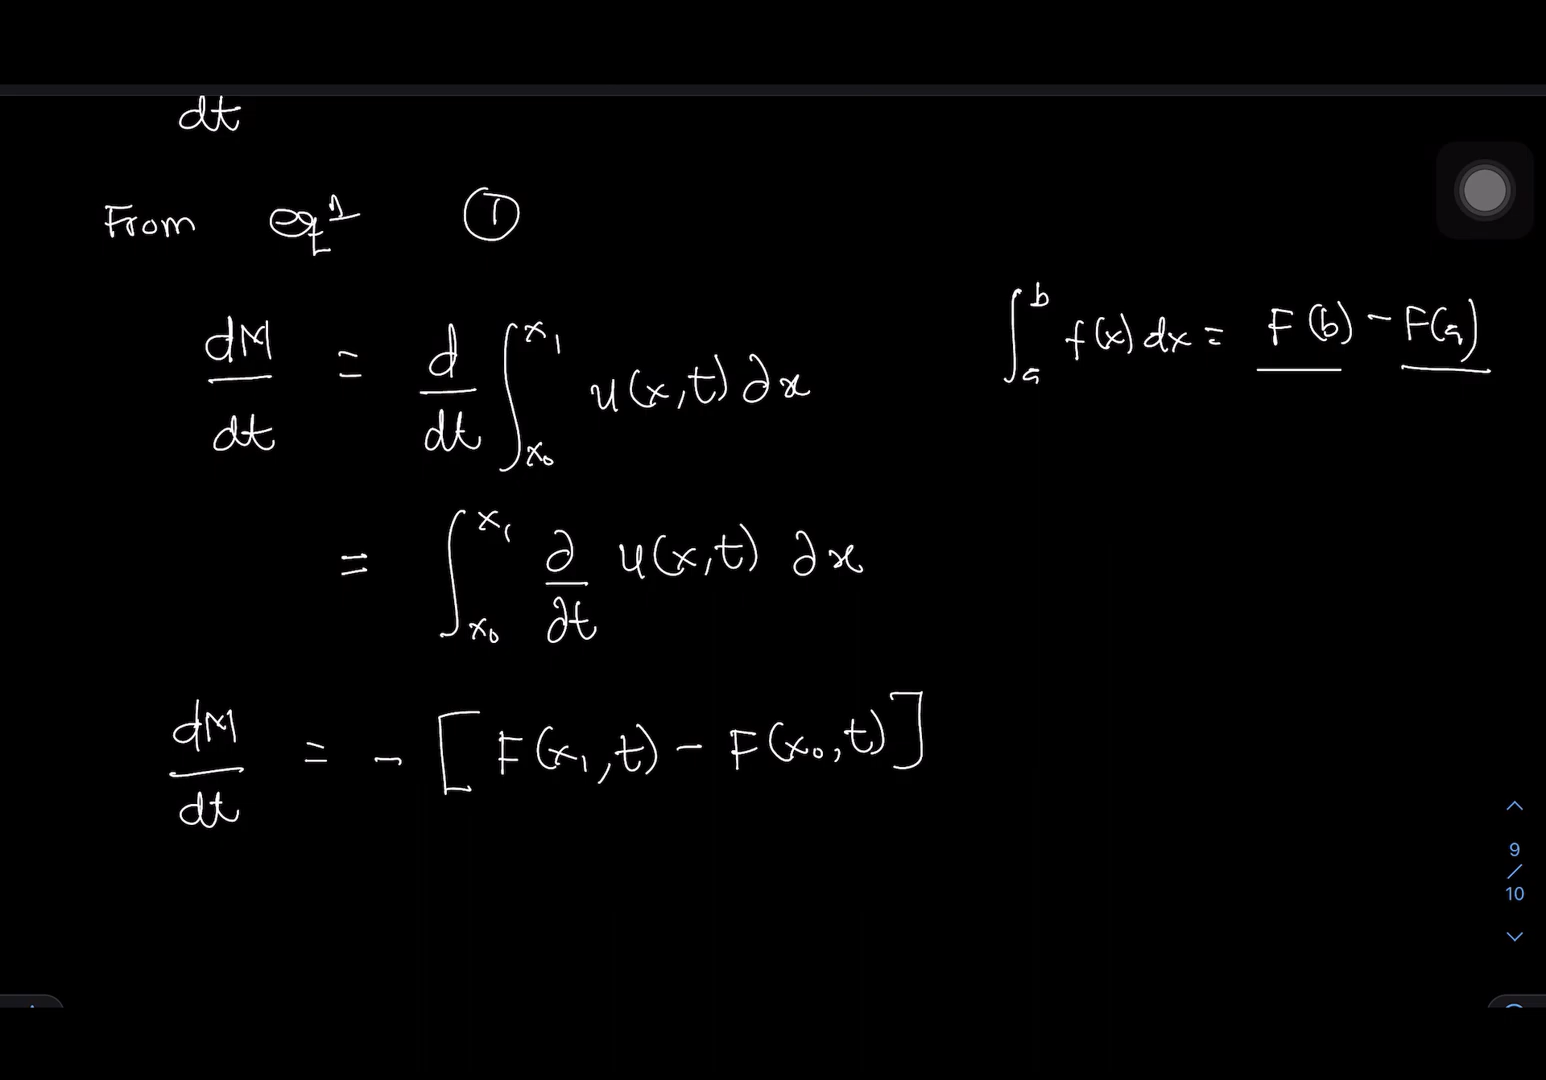 dt
From eqn ①
dM/dt = d/dt ∫_{x₀}^{x₁} u(x,t) ∂x
∫_a^b f(x) dx = F(b) - F(a)
= ∫_{x₀}^{x₁} ∂/∂t u(x,t) ∂x
dM/dt = - [F(x₁,t) - F(x₀,t)]
9
/
10